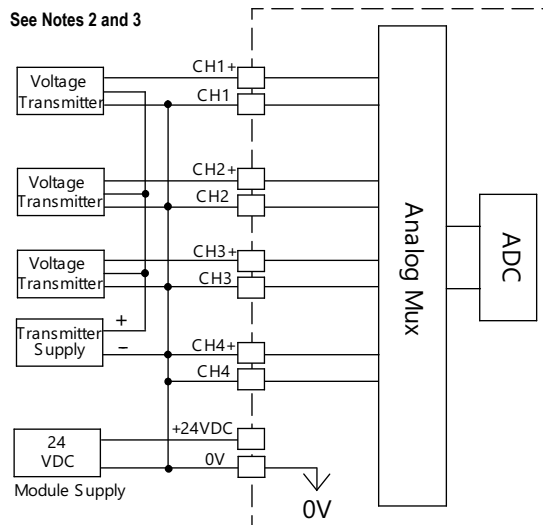 See Notes 2 and 3
Voltage
Transmitter
CH1+
CH1
Voltage
Transmitter
CH2+
CH2
Voltage
Transmitter
CH3+
CH3
Transmitter
Supply
+
–
CH4+
CH4
24
VDC
Module Supply
+24VDC
0V
0V
Analog Mux
ADC